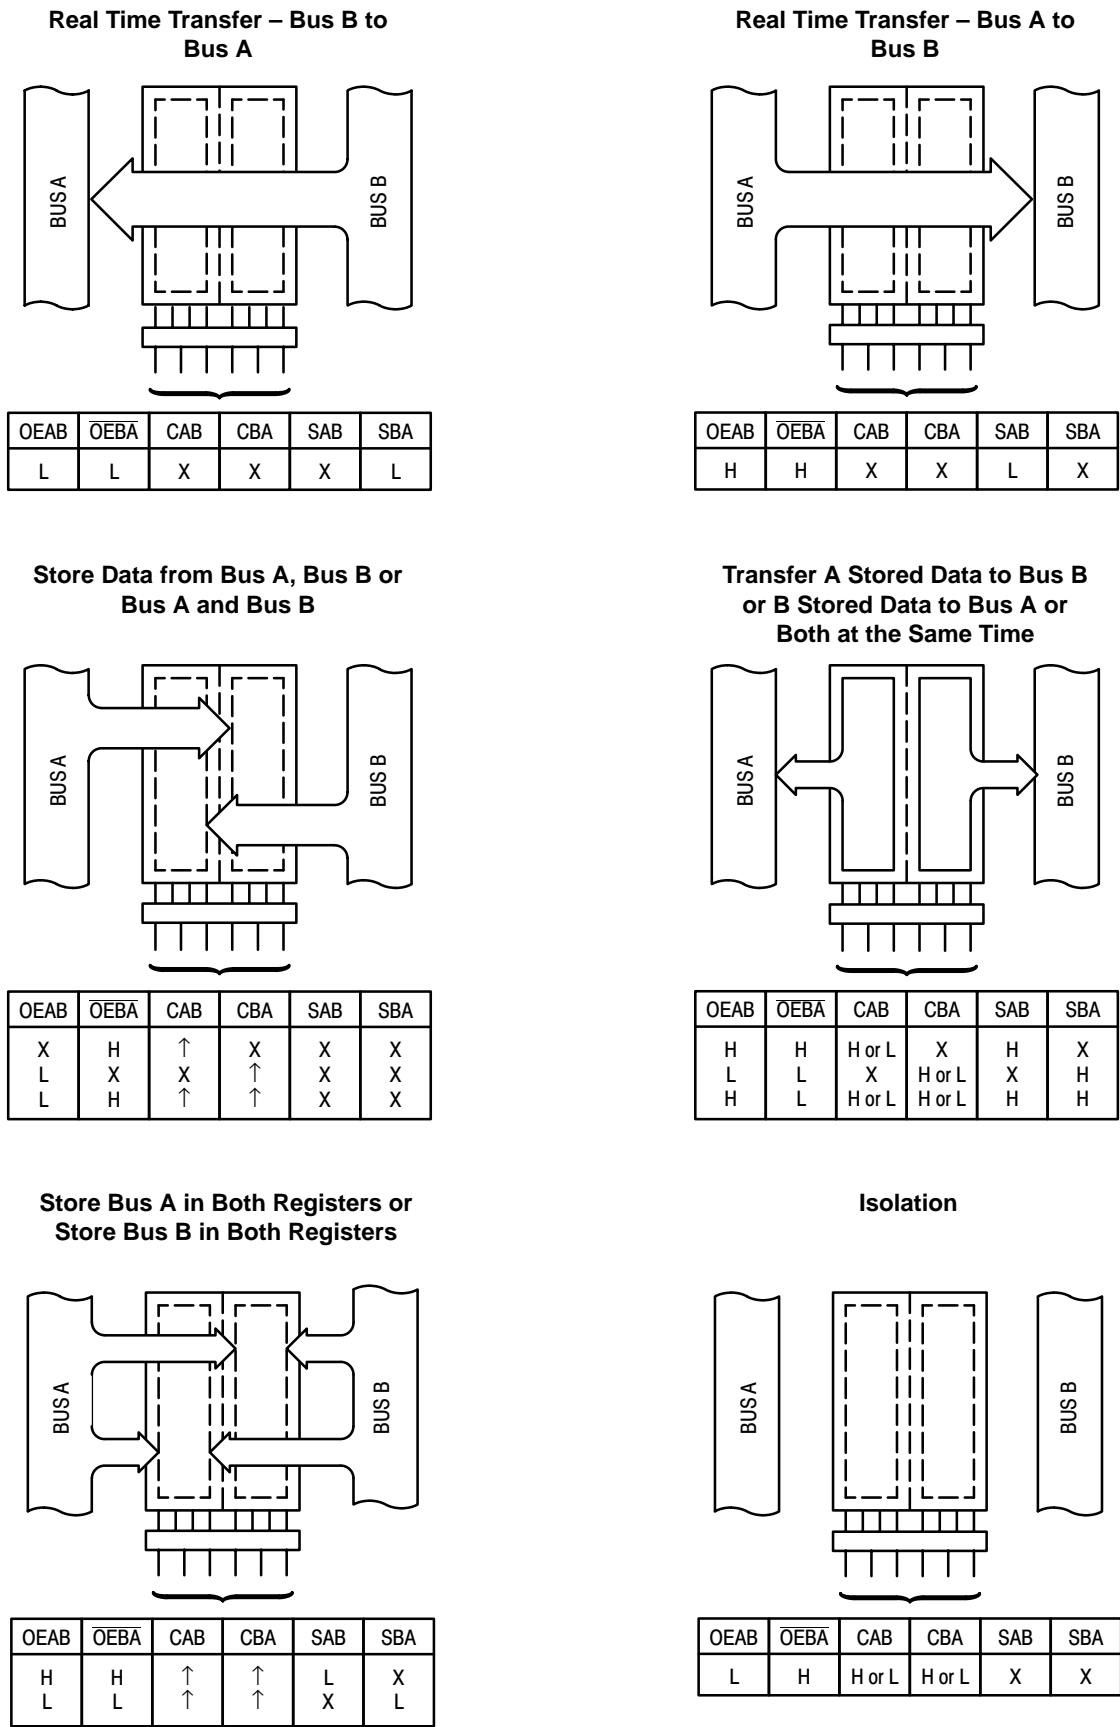 Real Time Transfer – Bus B to
Bus A
BUS A
BUS B
OEAB OEBA CAB CBA SAB SBA
L L X X X L
Real Time Transfer – Bus A to
Bus B
BUS A
BUS B
OEAB OEBA CAB CBA SAB SBA
H H X X L X
Store Data from Bus A, Bus B or
Bus A and Bus B
BUS A
BUS B
OEAB OEBA CAB CBA SAB SBA
X H ↑ X X X
L X X ↑ X X
L H ↑ ↑ X X
Transfer A Stored Data to Bus B
or B Stored Data to Bus A or
Both at the Same Time
BUS A
BUS B
OEAB OEBA CAB CBA SAB SBA
H H H or L X H X
L L X H or L X H
H L H or L H or L H H
Store Bus A in Both Registers or
Store Bus B in Both Registers
BUS A
BUS B
OEAB OEBA CAB CBA SAB SBA
H H ↑ ↑ L X
L L ↑ ↑ X L
Isolation
BUS A
BUS B
OEAB OEBA CAB CBA SAB SBA
L H H or L H or L X X